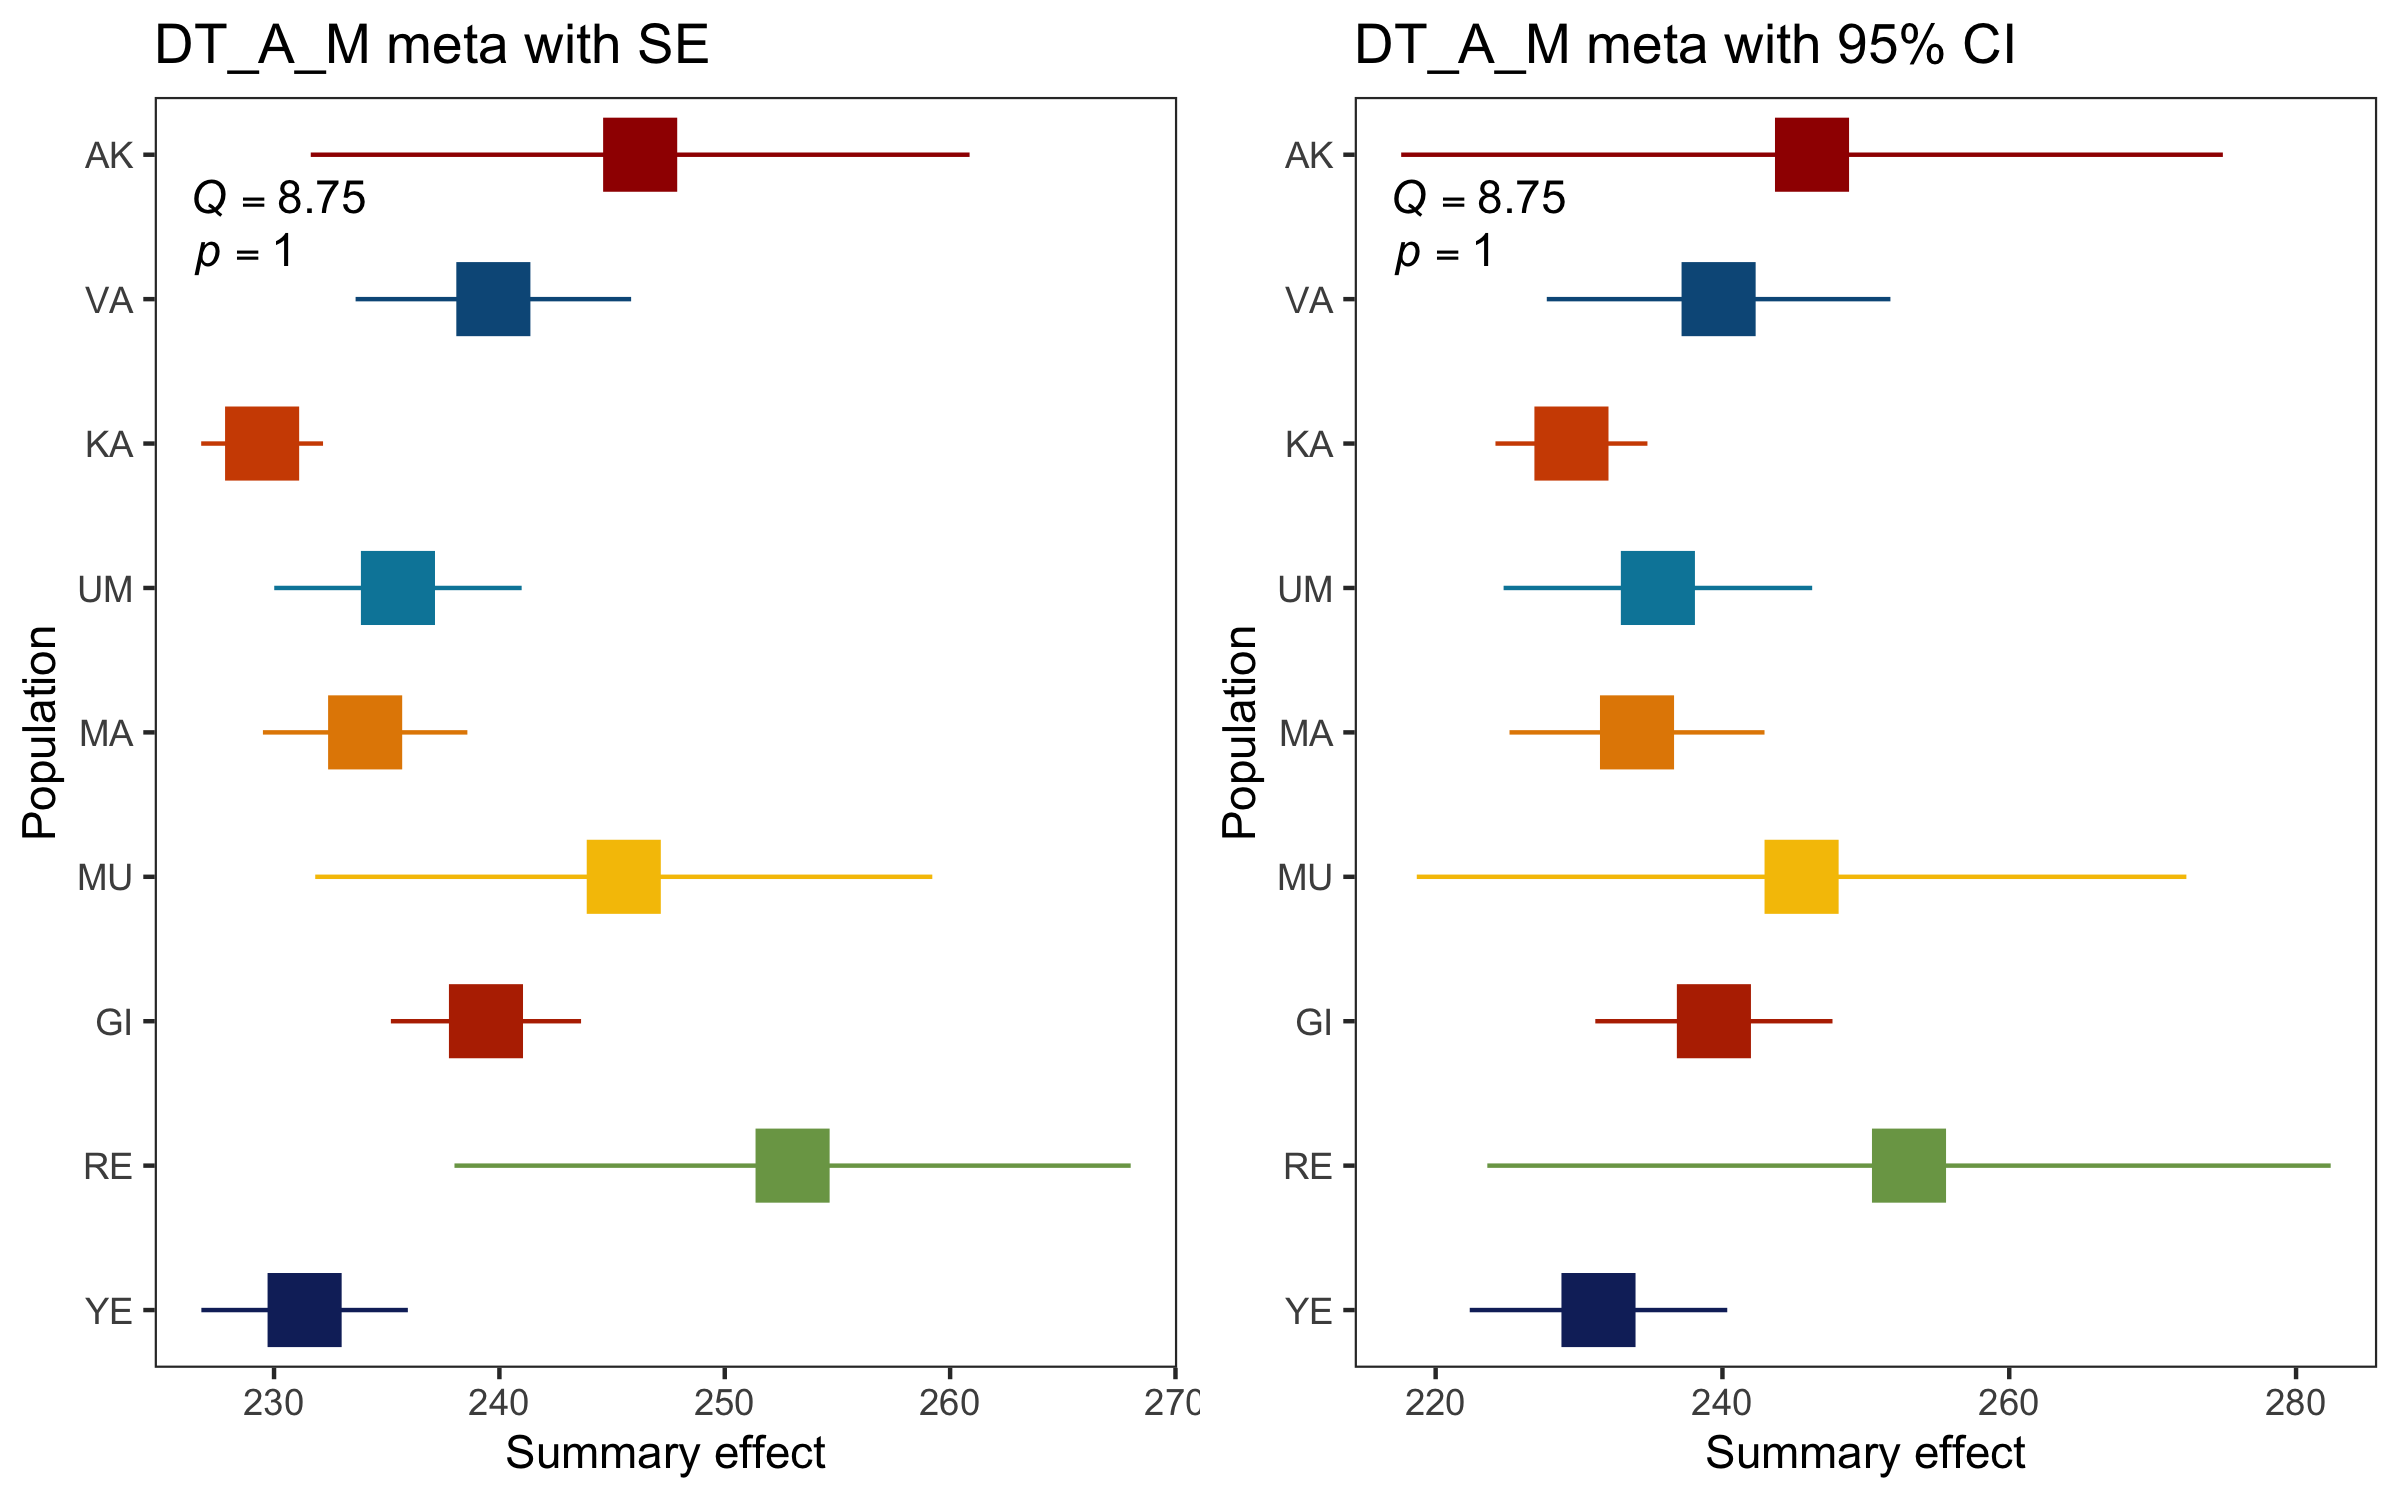 DT_A_M meta with SE
AK
Q = 8.75
p = 1
VA
KA
UM
MA
MU
GI
RE
YE
Population
230 240 250 260 270
Summary effect
DT_A_M meta with 95% CI
AK
Q = 8.75
p = 1
VA
KA
UM
MA
MU
GI
RE
YE
Population
220 240 260 280
Summary effect